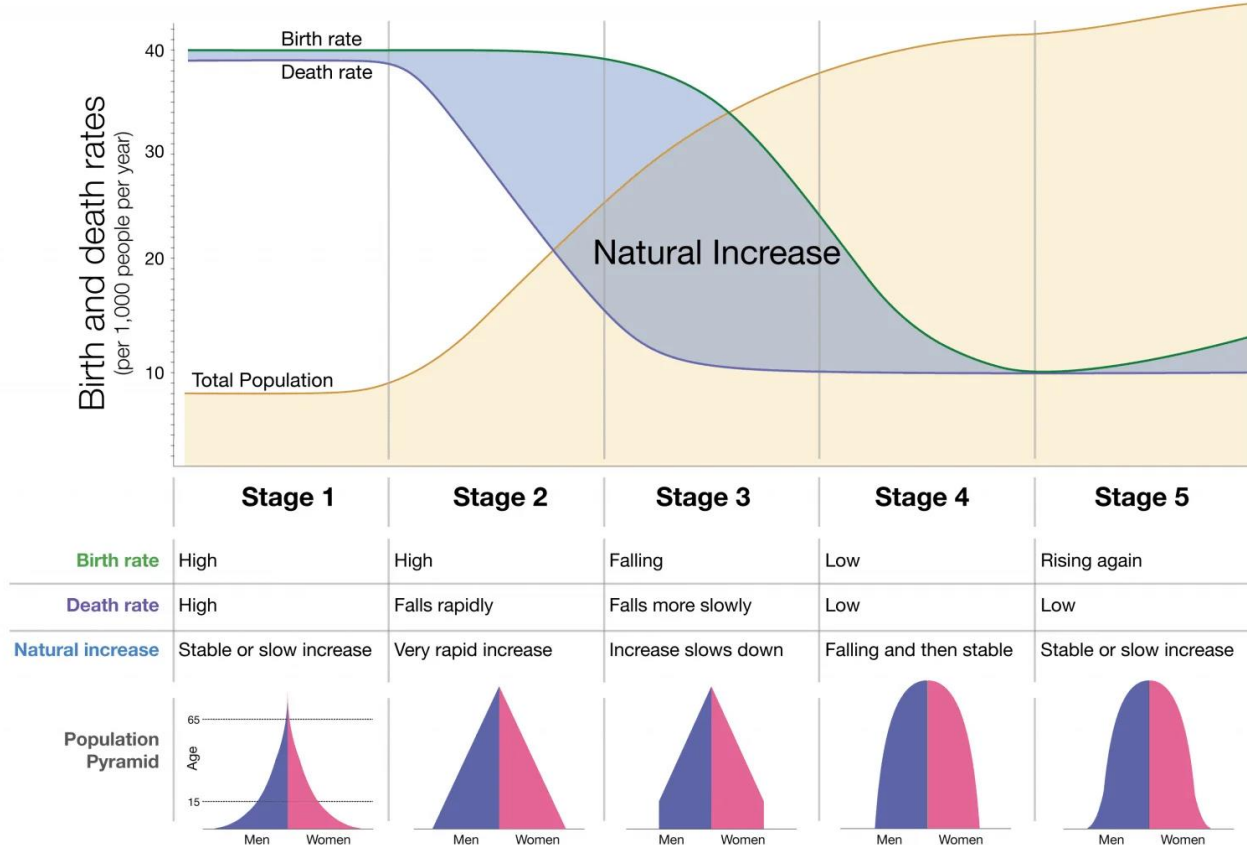 Birth and death rates
(per 1,000 people per year)
40
30
20
10
Birth rate
Death rate
Natural Increase
Total Population
Stage 1 Stage 2 Stage 3 Stage 4 Stage 5
Birth rate High High Falling Low Rising again
Death rate High Falls rapidly Falls more slowly Low Low
Natural increase Stable or slow increase Very rapid increase Increase slows down Falling and then stable Stable or slow increase
Population
Pyramid
65
Age
15
Men Women Men Women Men Women Men Women Men Women